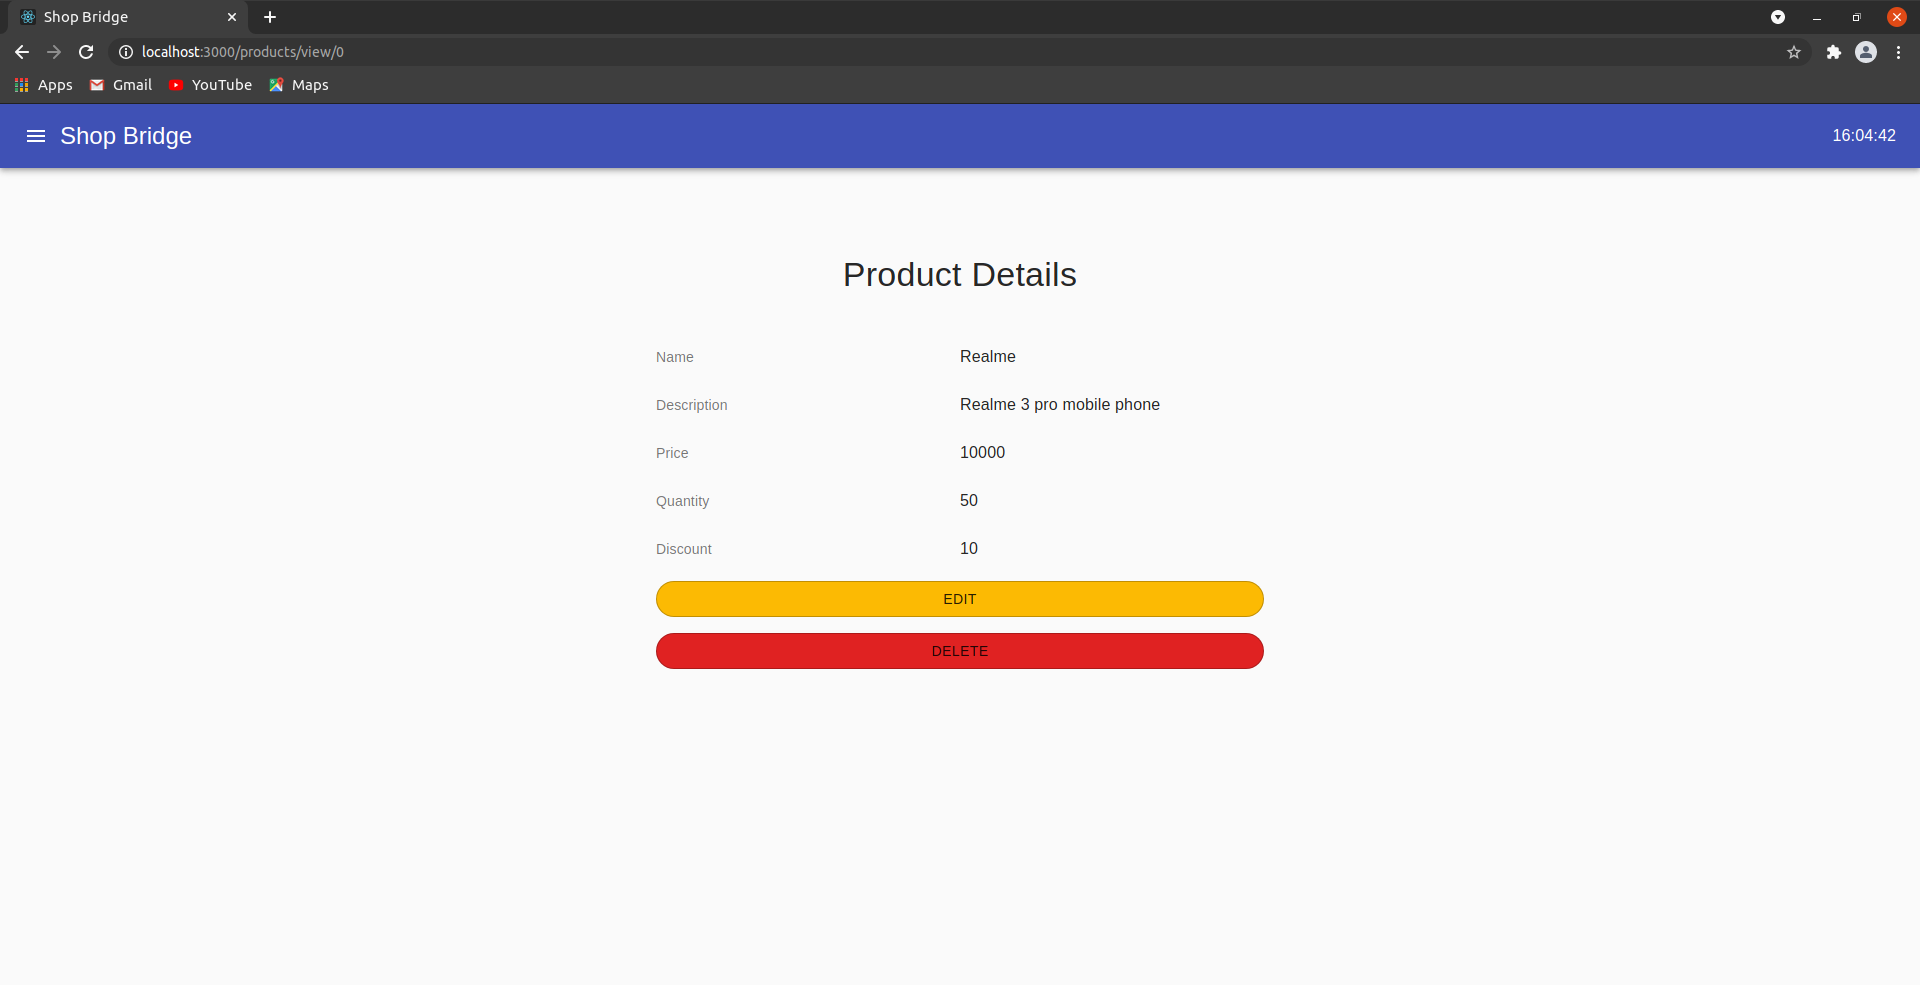 Shop Bridge
localhost:3000/products/view/0
Apps Gmail YouTube Maps
Shop Bridge 16:04:42
Product Details
Name Realme
Description Realme 3 pro mobile phone
Price 10000
Quantity 50
Discount 10
EDIT
DELETE